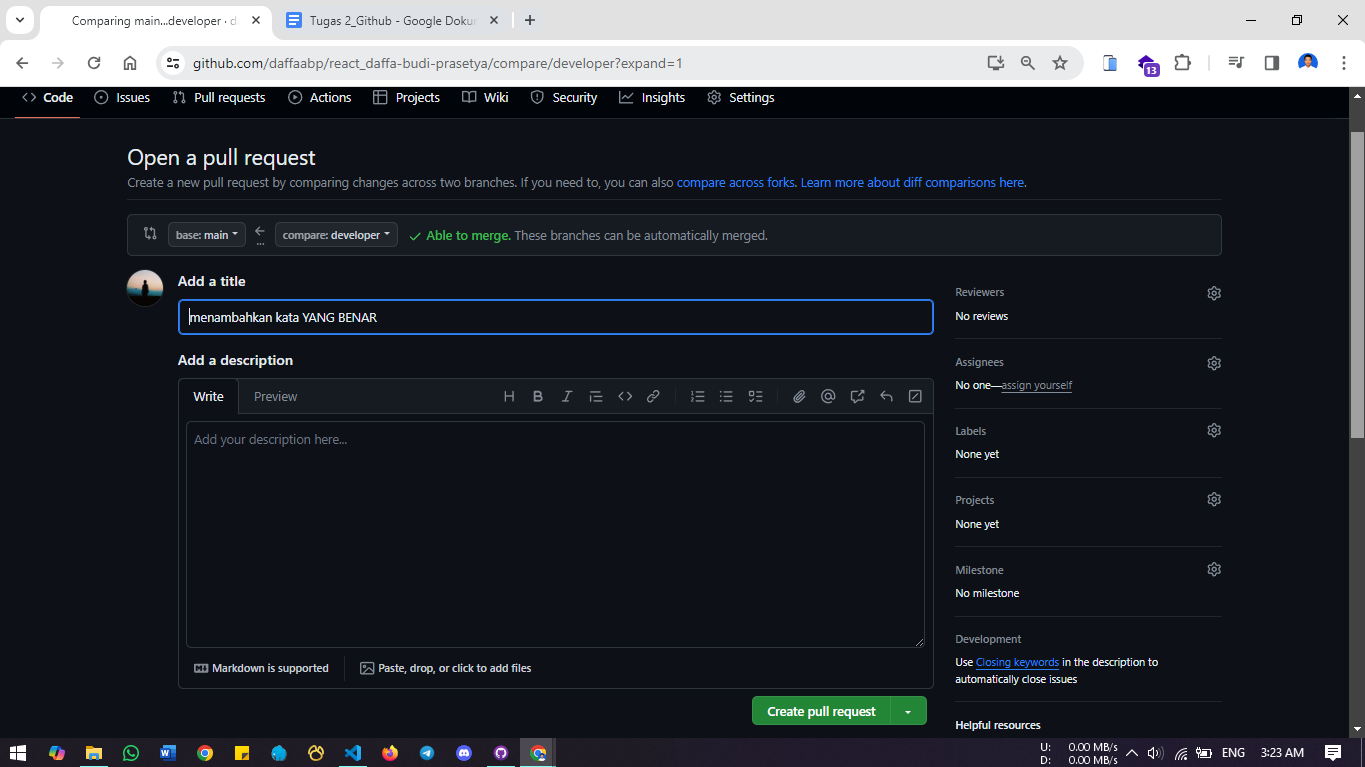 Comparing main...developer · d
Tugas 2_Github - Google Dokun
github.com/daffaabp/react_daffa-budi-prasetya/compare/developer?expand=1
13
Code Issues Pull requests Actions Projects Wiki Security Insights Settings
Open a pull request
Create a new pull request by comparing changes across two branches. If you need to, you can also compare across forks. Learn more about diff comparisons here.
base: main ... compare: developer Able to merge. These branches can be automatically merged.
Add a title
menambahkan kata YANG BENAR
Add a description
Write Preview
Add your description here...
Markdown is supported Paste, drop, or click to add files
Create pull request
Reviewers
No reviews
Assignees
No one—assign yourself
Labels
None yet
Projects
None yet
Milestone
No milestone
Development
Use Closing keywords in the description to
automatically close issues
Helpful resources
U: 0.00 MB/s
D: 0.00 MB/s
ENG 3:23 AM